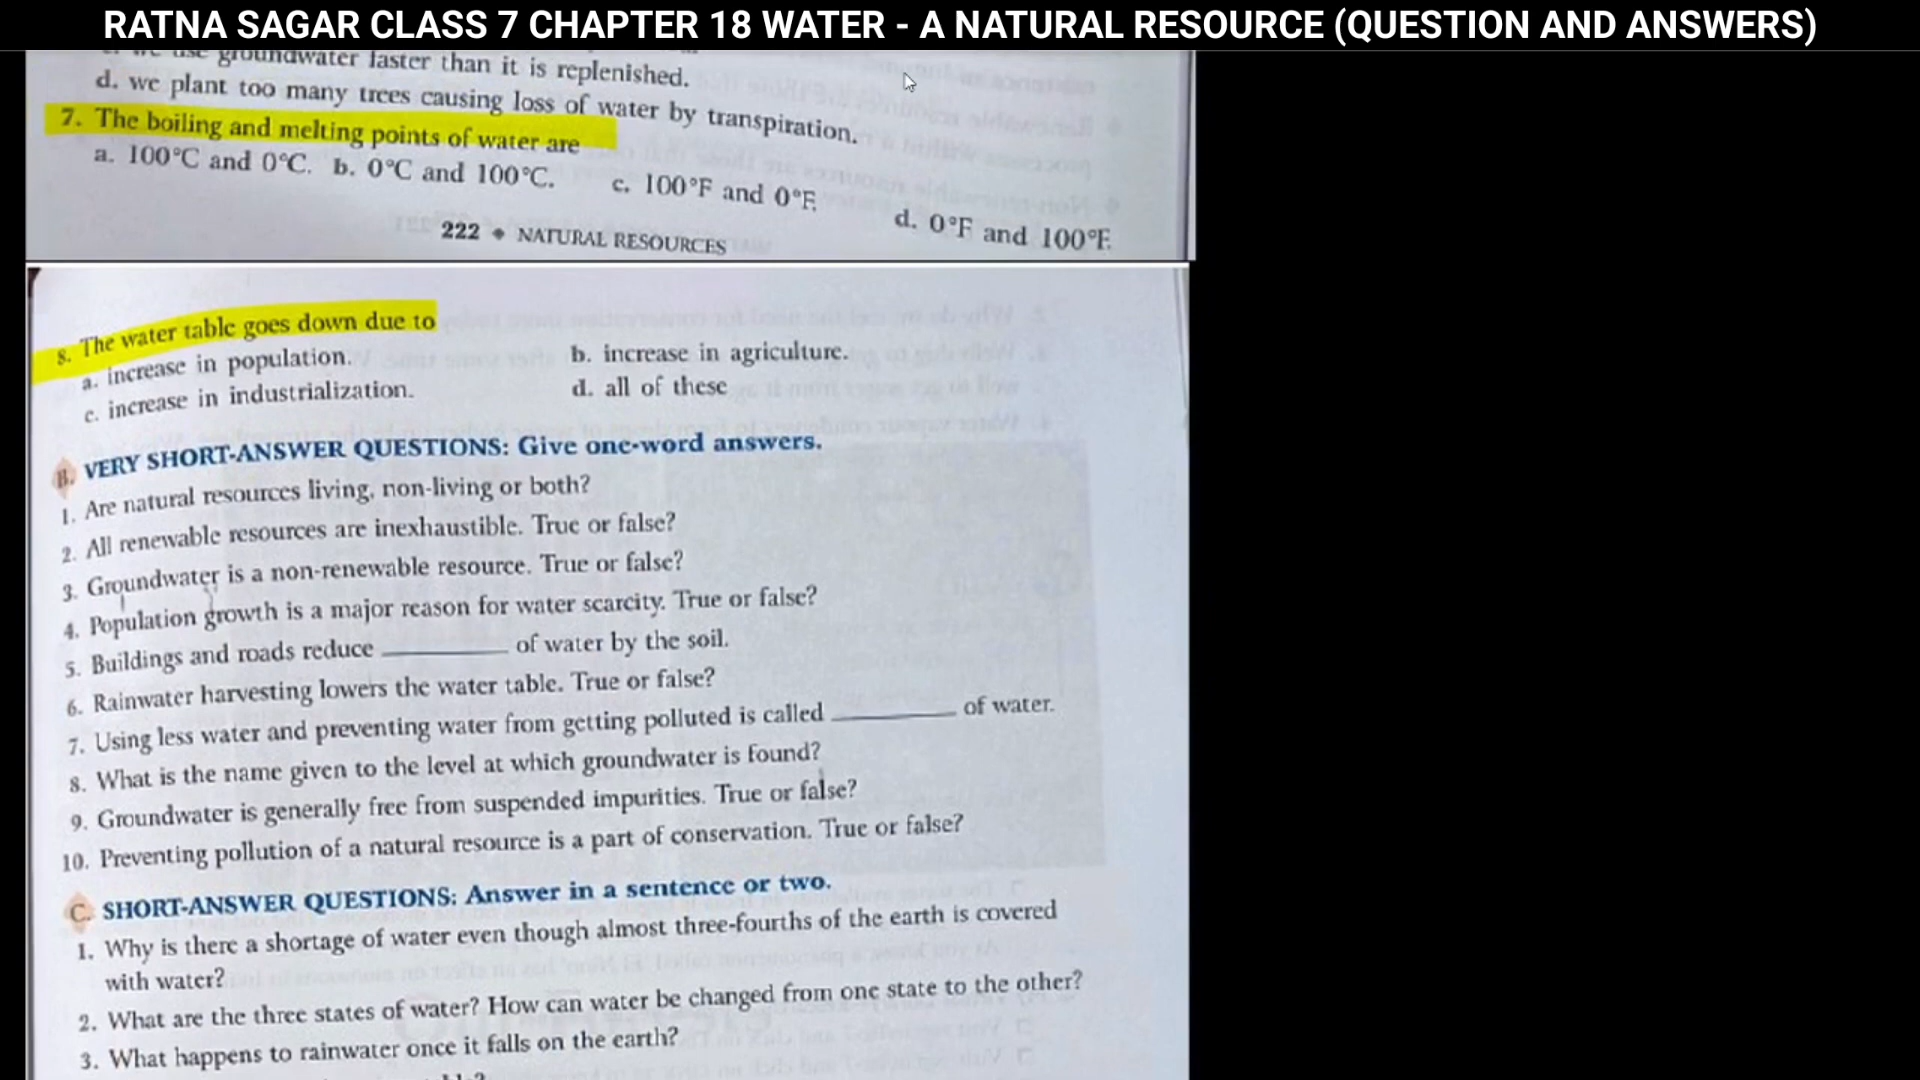 RATNA SAGAR CLASS 7 CHAPTER 18 WATER - A NATURAL RESOURCE (QUESTION AND ANSWERS)
use groundwater faster than it is replenished.
d. we plant too many trees causing loss of water by transpiration.
7. The boiling and melting points of water are
a. 100°C and 0°C. b. 0°C and 100°C. c. 100°F and 0°F. d. 0°F and 100°F.
222 • NATURAL RESOURCES
8. The water table goes down due to
a. increase in population. b. increase in agriculture.
c. increase in industrialization. d. all of these
B. VERY SHORT-ANSWER QUESTIONS: Give one-word answers.
1. Are natural resources living, non-living or both?
2. All renewable resources are inexhaustible. True or false?
3. Groundwater is a non-renewable resource. True or false?
4. Population growth is a major reason for water scarcity. True or false?
5. Buildings and roads reduce __________ of water by the soil.
6. Rainwater harvesting lowers the water table. True or false?
7. Using less water and preventing water from getting polluted is called __________ of water.
8. What is the name given to the level at which groundwater is found?
9. Groundwater is generally free from suspended impurities. True or false?
10. Preventing pollution of a natural resource is a part of conservation. True or false?
C. SHORT-ANSWER QUESTIONS: Answer in a sentence or two.
1. Why is there a shortage of water even though almost three-fourths of the earth is covered
with water?
2. What are the three states of water? How can water be changed from one state to the other?
3. What happens to rainwater once it falls on the earth?